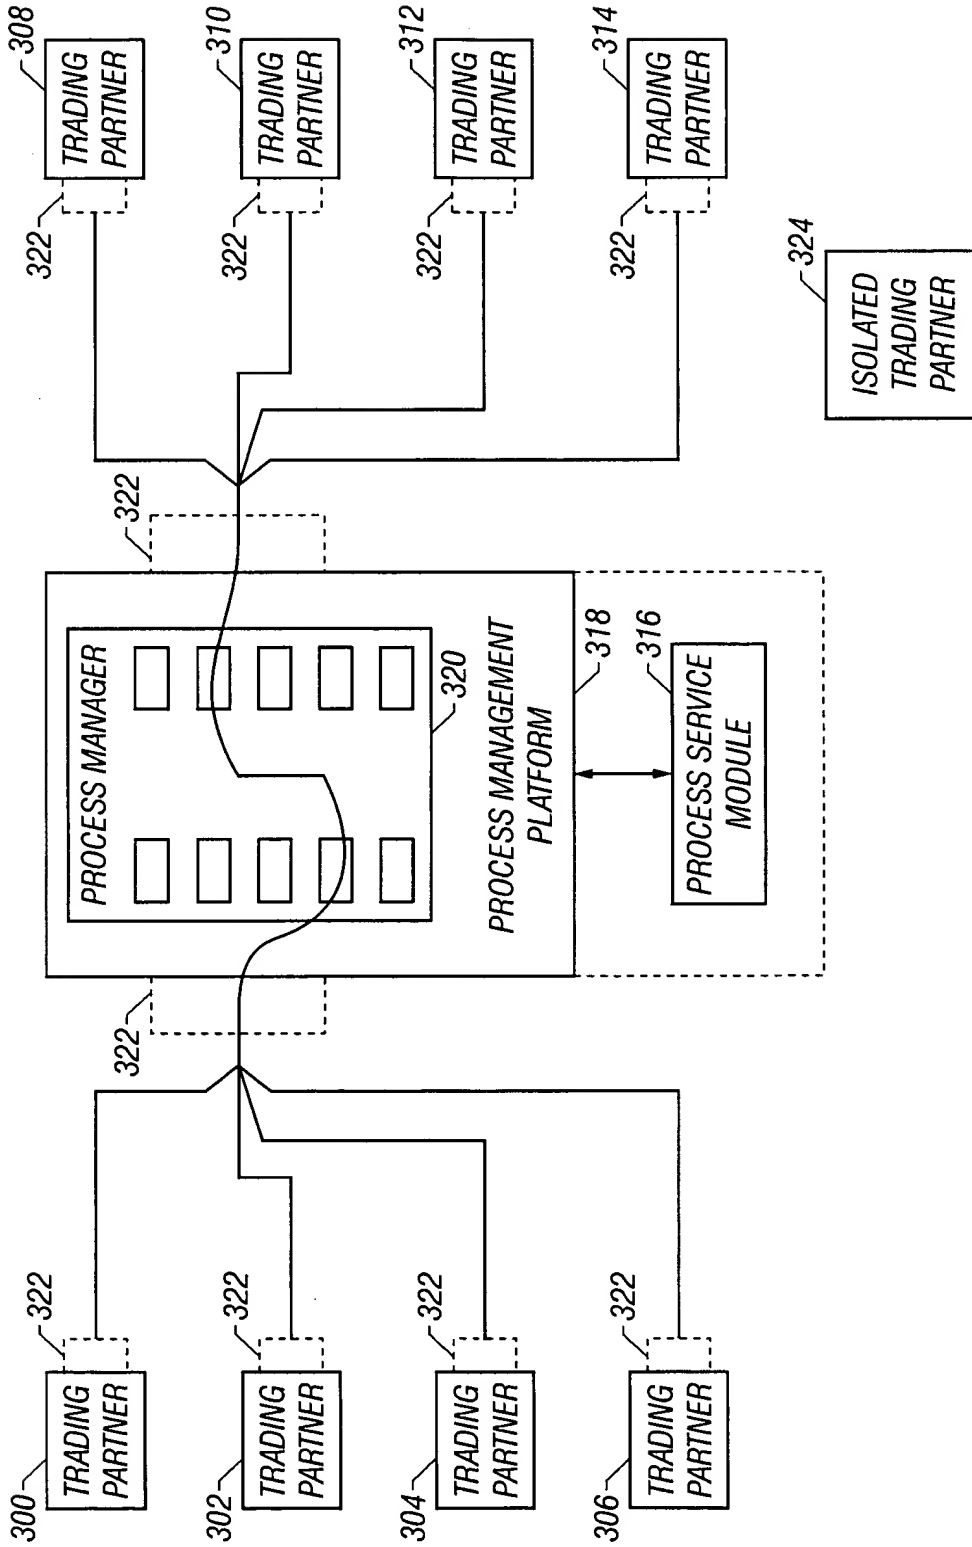 300
TRADING
PARTNER
322
302
TRADING
PARTNER
322
304
TRADING
PARTNER
322
306
TRADING
PARTNER
322
322
PROCESS MANAGER
320
PROCESS MANAGEMENT
PLATFORM
318
316
PROCESS SERVICE
MODULE
322
308
TRADING
PARTNER
322
310
TRADING
PARTNER
322
312
TRADING
PARTNER
322
314
TRADING
PARTNER
322
324
ISOLATED
TRADING
PARTNER